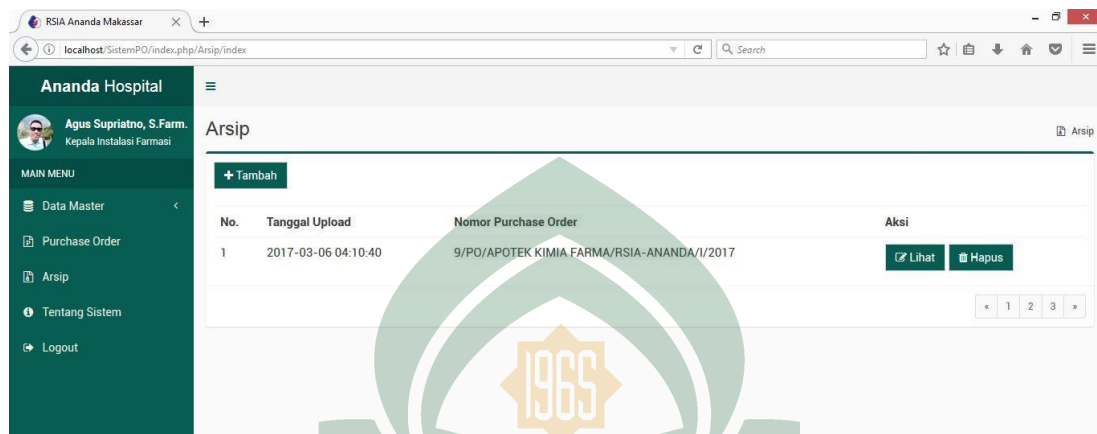 RSIA Ananda Makassar
localhost/SistemPO/index.php/Arsip/index
Search
Ananda Hospital
Agus Supriatno, S.Farm.
Kepala Instalasi Farmasi
MAIN MENU
Data Master
Purchase Order
Arsip
Tentang Sistem
Logout
Arsip
Arsip
Tambah
No. Tanggal Upload Nomor Purchase Order Aksi
1 2017-03-06 04:10:40 9/PO/APOTEK KIMIA FARMA/RSIA-ANANDA/I/2017 Lihat Hapus
« 1 2 3 »
1965